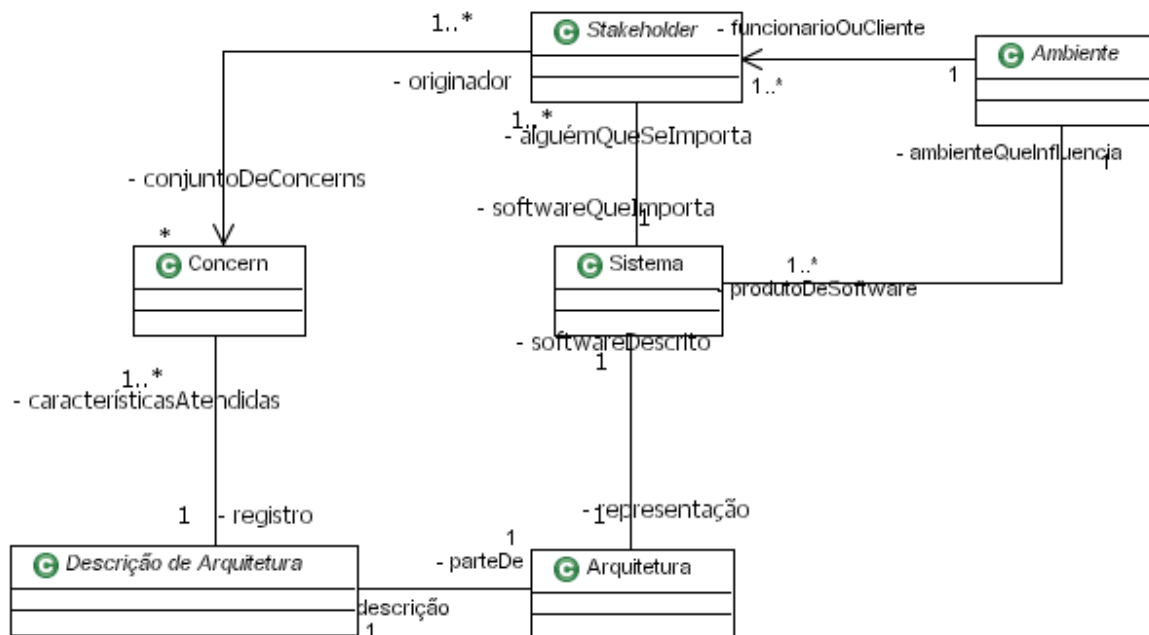 1..*
C Stakeholder
- funcionarioOuCliente
C Ambiente
- originador
1..*
1
1..*
- alguémQueSeImporta
- ambienteQueInfluencia
1
- conjuntoDeConcerns
- softwareQueImporta
1
*
C Concern
C Sistema
1..*
produtoDeSoftware
- softwareDescrito
1
1..*
- característicasAtendidas
1
- registro
- representação
1
C Descrição de Arquitetura
1
- parteDe
C Arquitetura
descrição
1